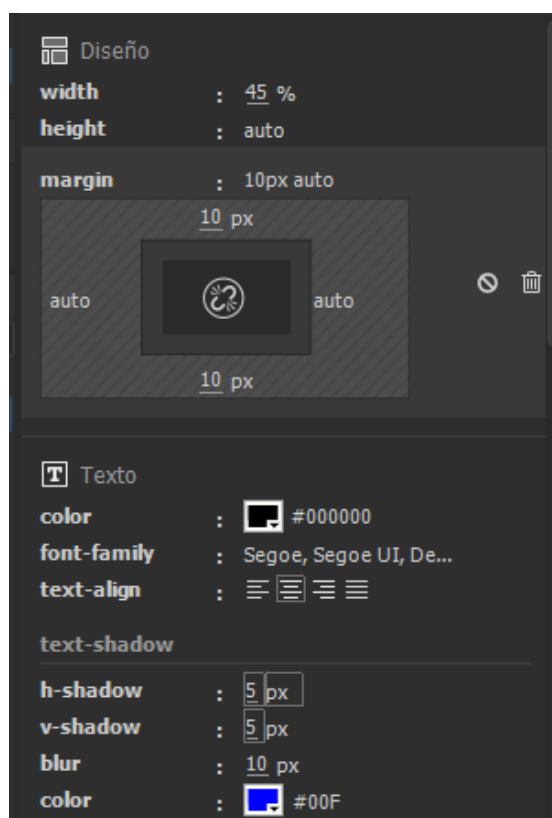 Diseño
width : 45 %
height : auto
margin : 10px auto
10 px
auto auto
10 px
T Texto
color : #000000
font-family : Segoe, Segoe UI, De...
text-align :
text-shadow
h-shadow : 5 px
v-shadow : 5 px
blur : 10 px
color : #00F